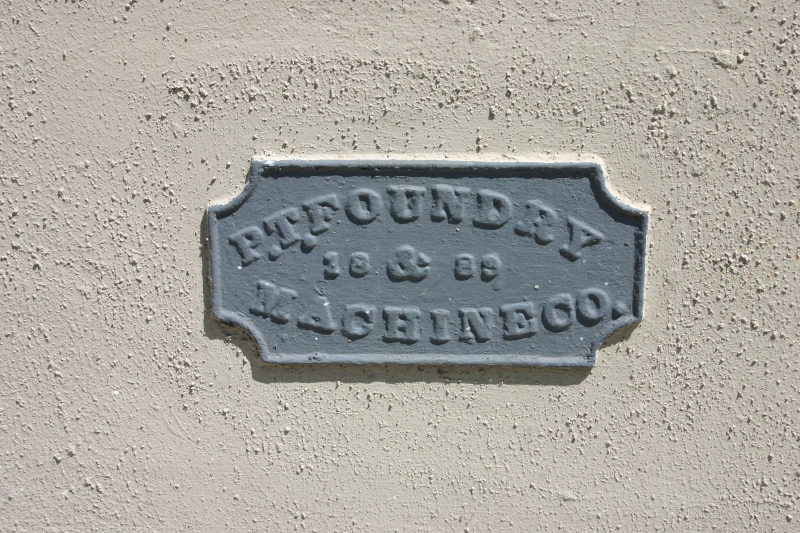 P.T. FOUNDRY
18 & 89
MACHINE CO.